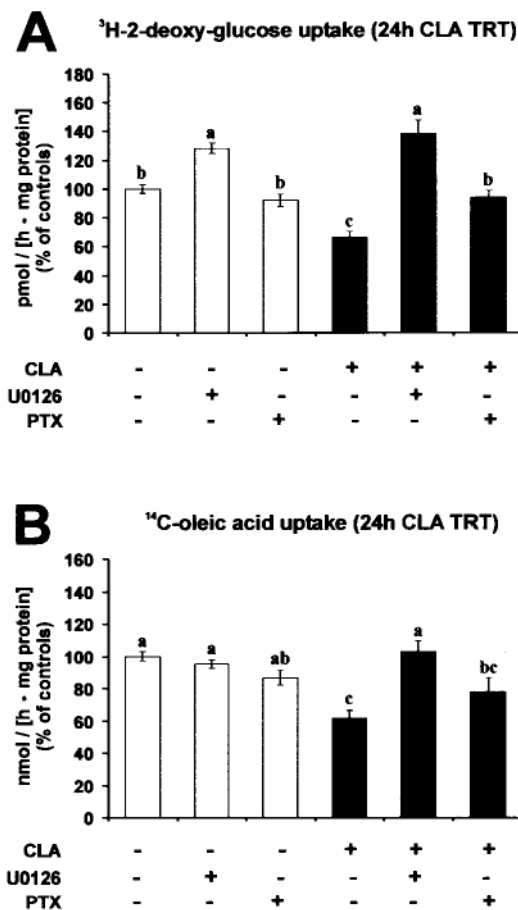 A
³H-2-deoxy-glucose uptake (24h CLA TRT)
pmol / [h - mg protein]
(% of controls)
180
160
140
120
100
80
60
40
20
0
b
a
b
c
a
b
CLA - - - + + +
U0126 - + - - + -
PTX - - + - - +
B
¹⁴C-oleic acid uptake (24h CLA TRT)
nmol / [h - mg protein]
(% of controls)
160
140
120
100
80
60
40
20
0
a
a
ab
c
a
bc
CLA - - - + + +
U0126 - + - - + -
PTX - - + - - +